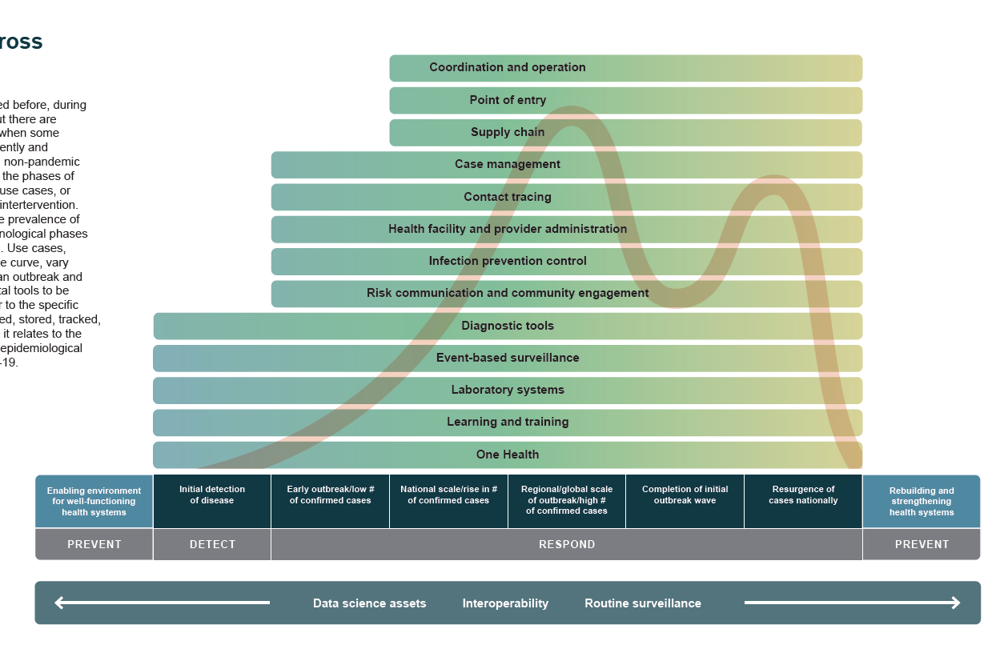 ross
ed before, during
ut there are
when some
ently and
non-pandemic
the phases of
use cases, or
intertervention.
e prevalence of
nological phases
. Use cases,
e curve, vary
an outbreak and
tal tools to be
r to the specific
ed, stored, tracked,
it relates to the
epidemiological
-19.
Coordination and operation
Point of entry
Supply chain
Case management
Contact tracing
Health facility and provider administration
Infection prevention control
Risk communication and community engagement
Diagnostic tools
Event-based surveillance
Laboratory systems
Learning and training
One Health
Enabling environment
for well-functioning
health systems
Initial detection
of disease
Early outbreak/low #
of confirmed cases
National scale/rise in #
of confirmed cases
Regional/global scale
of outbreak/high #
of confirmed cases
Completion of initial
outbreak wave
Resurgence of
cases nationally
Rebuilding and
strengthening
health systems
PREVENT
DETECT
RESPOND
PREVENT
Data science assets
Interoperability
Routine surveillance